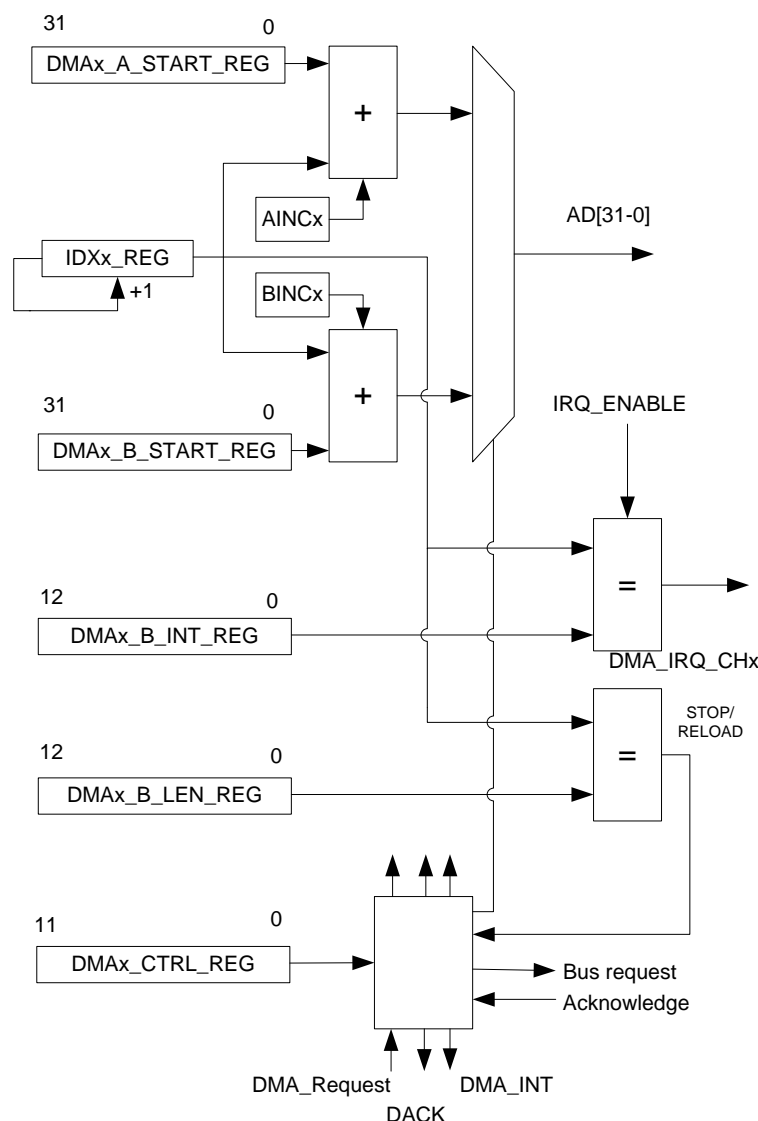 31 0
DMAx_A_START_REG
+
AINCx
AD[31-0]
IDXx_REG
+1
BINCx
+
31 0
DMAx_B_START_REG
IRQ_ENABLE
12 0
DMAx_B_INT_REG
=
DMA_IRQ_CHx
STOP/
RELOAD
12 0
DMAx_B_LEN_REG
=
11 0
DMAx_CTRL_REG
Bus request
Acknowledge
DMA_Request
DMA_INT
DACK